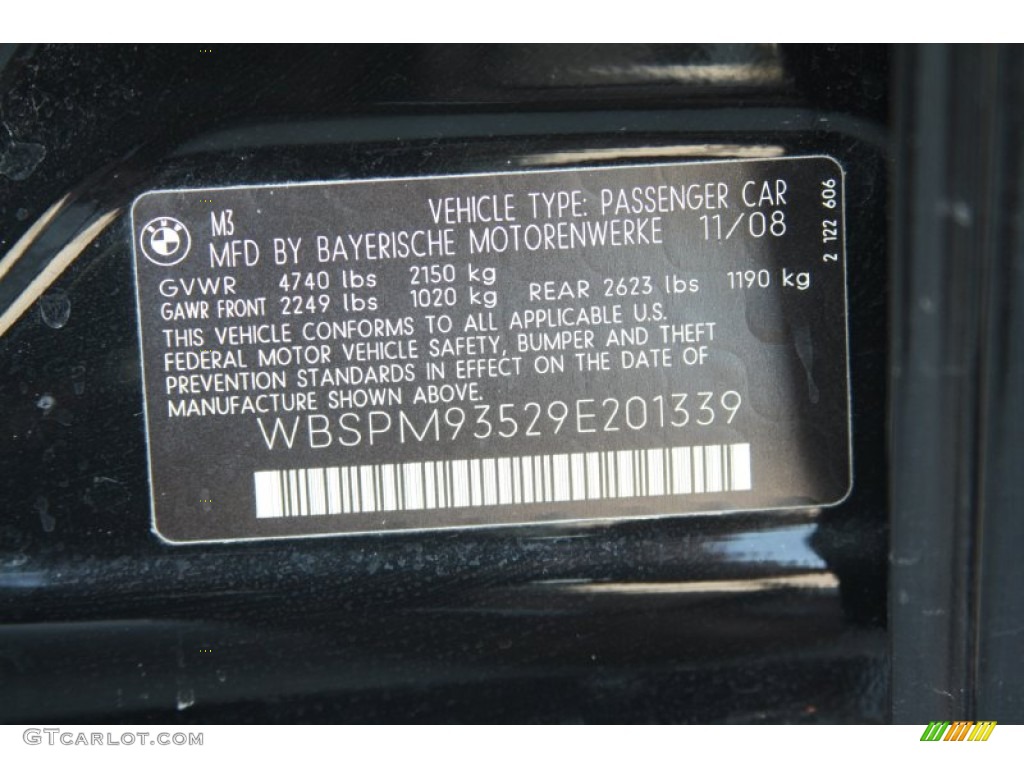 BMW
M3
VEHICLE TYPE: PASSENGER CAR
MFD BY BAYERISCHE MOTORENWERKE 11/08
GVWR 4740 lbs 2150 kg
GAWR FRONT 2249 lbs 1020 kg REAR 2623 lbs 1190 kg
THIS VEHICLE CONFORMS TO ALL APPLICABLE U.S.
FEDERAL MOTOR VEHICLE SAFETY, BUMPER AND THEFT
PREVENTION STANDARDS IN EFFECT ON THE DATE OF
MANUFACTURE SHOWN ABOVE.
WBSPM93529E201339
2 122 606
GTCARLOT.COM